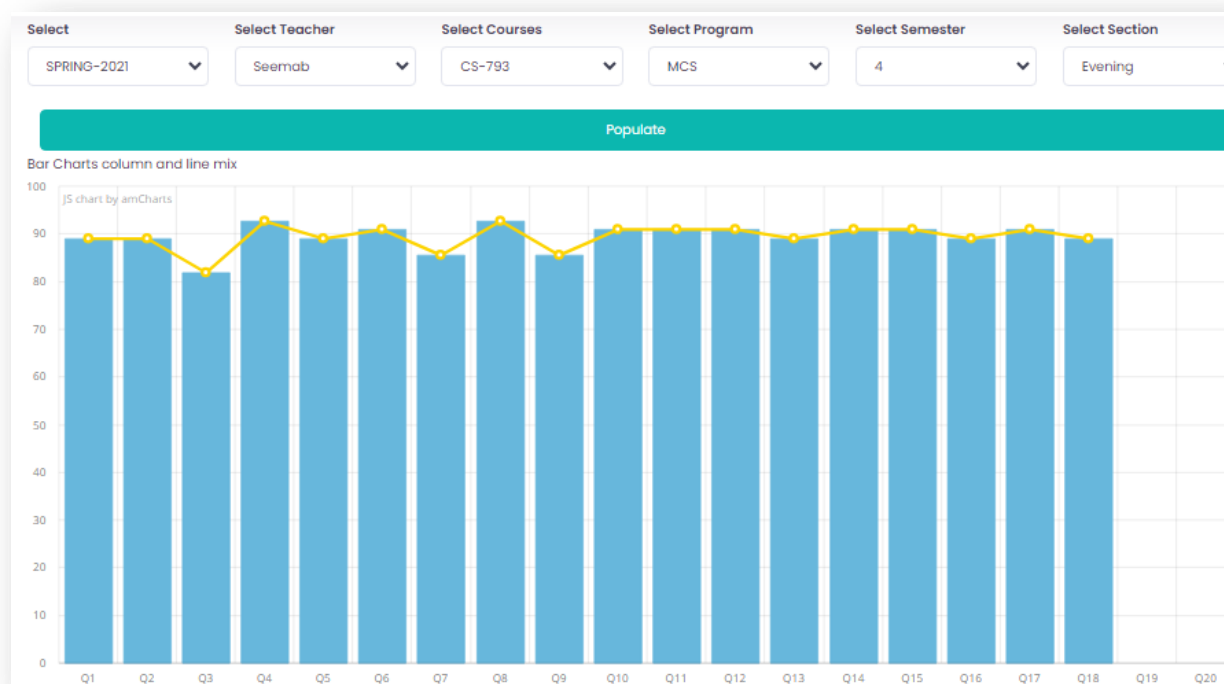 Select Select Teacher Select Courses Select Program Select Semester Select Section
SPRING-2021 Seemab CS-793 MCS 4 Evening
Populate
Bar Charts column and line mix
100
JS chart by amCharts
90
80
70
60
50
40
30
20
10
0
Q1 Q2 Q3 Q4 Q5 Q6 Q7 Q8 Q9 Q10 Q11 Q12 Q13 Q14 Q15 Q16 Q17 Q18 Q19 Q20